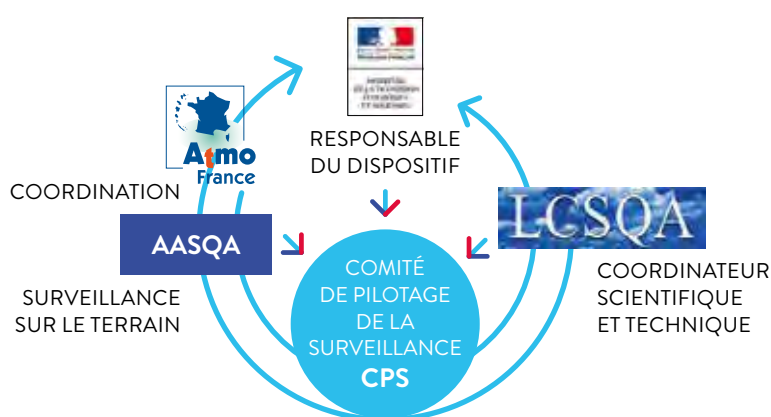 RESPONSABLE
DU DISPOSITIF
Atmo
France
COORDINATION
AASQA
SURVEILLANCE
SUR LE TERRAIN
LCSQA
COORDINATEUR
SCIENTIFIQUE
ET TECHNIQUE
COMITÉ
DE PILOTAGE
DE LA
SURVEILLANCE
CPS